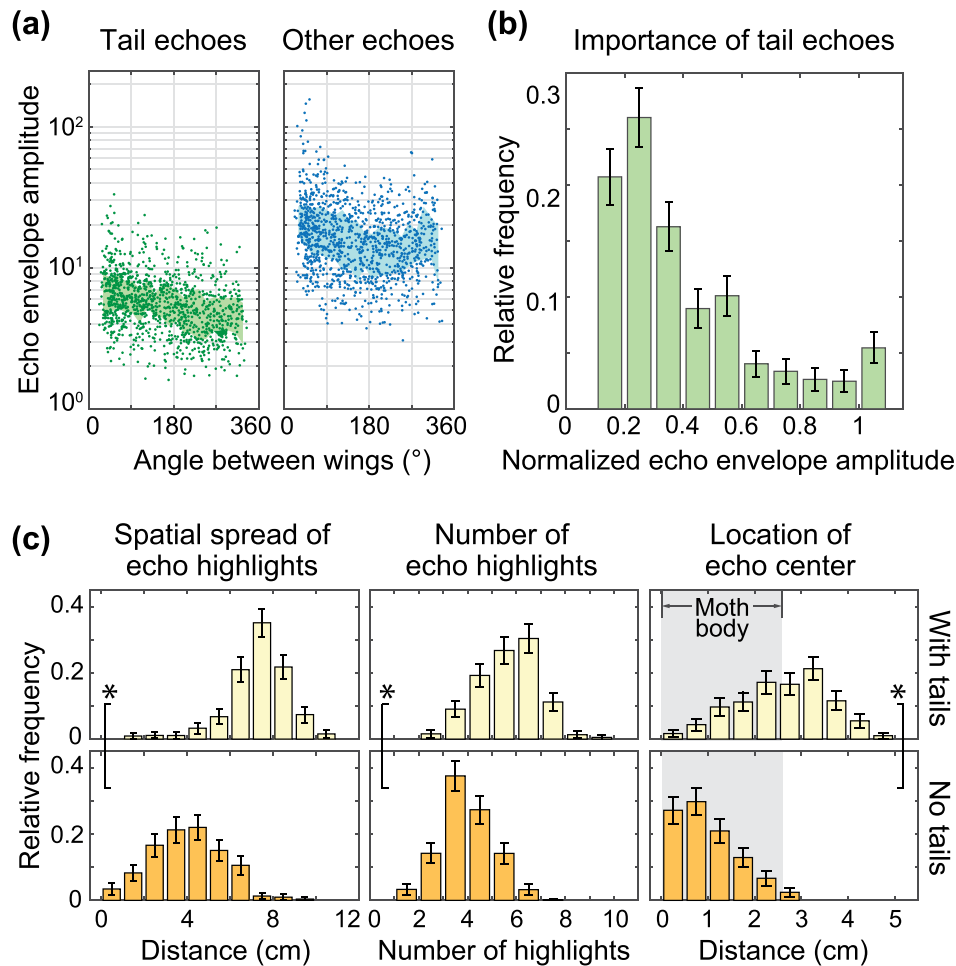 (a)
Tail echoes
Other echoes
Echo envelope amplitude
10²
10¹
10⁰
0 180 360
0 180 360
Angle between wings (°)
(b)
Importance of tail echoes
Relative frequency
0.3
0.2
0.1
0
0 0.2 0.4 0.6 0.8 1
Normalized echo envelope amplitude
(c)
Spatial spread of
echo highlights
Number of
echo highlights
Location of
echo center
Relative frequency
0.4
0.2
0
*
*
Moth
body
*
With tails
0.4
0.2
0
No tails
0 4 8 12
Distance (cm)
2 4 6 8 10
Number of highlights
0 1 2 3 4 5
Distance (cm)